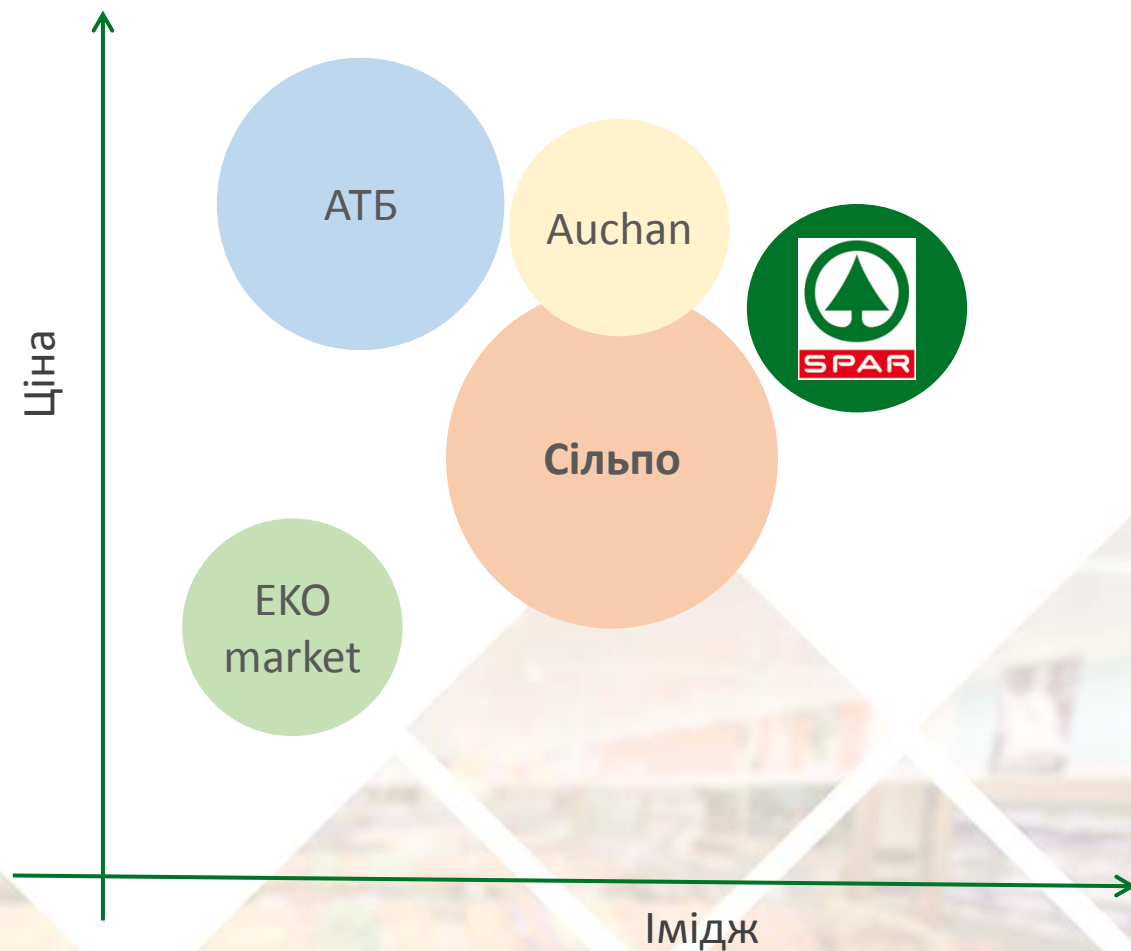 АТБ
Auchan
SPAR
Ціна
Сільпо
ЕКО
market
Імідж